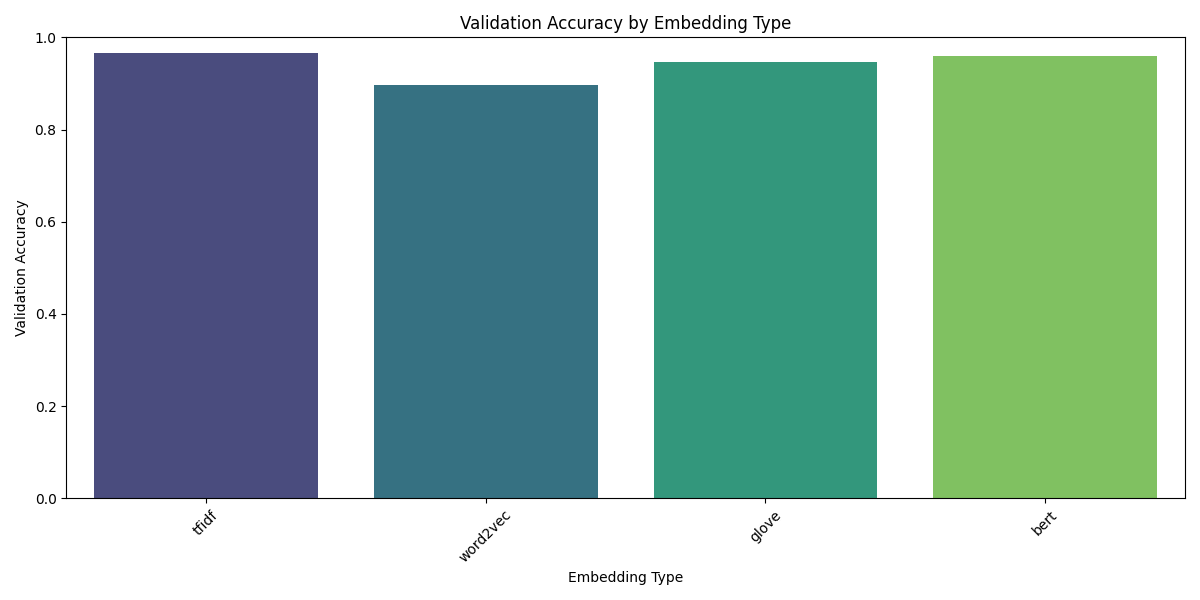 Validation Accuracy by Embedding Type
1.0
0.8
0.6
0.4
0.2
0.0
Validation Accuracy
tfidf
word2vec
glove
bert
Embedding Type